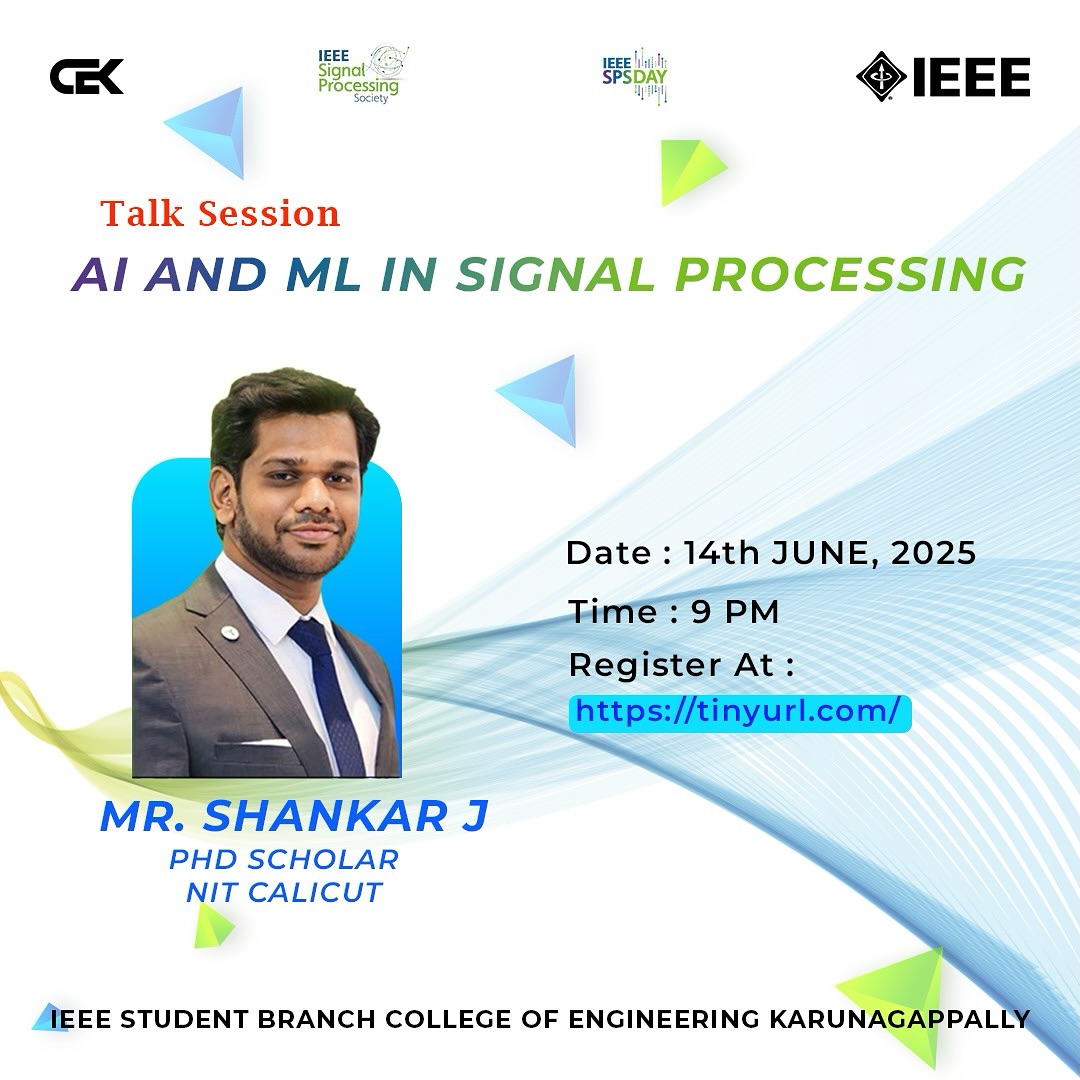 CEK
IEEE
Signal
Processing
Society
IEEE
SPSDAY
IEEE
Talk Session
AI AND ML IN SIGNAL PROCESSING
Date : 14th JUNE, 2025
Time : 9 PM
Register At :
https://tinyurl.com/
MR. SHANKAR J
PHD SCHOLAR
NIT CALICUT
IEEE STUDENT BRANCH COLLEGE OF ENGINEERING KARUNAGAPPALLY